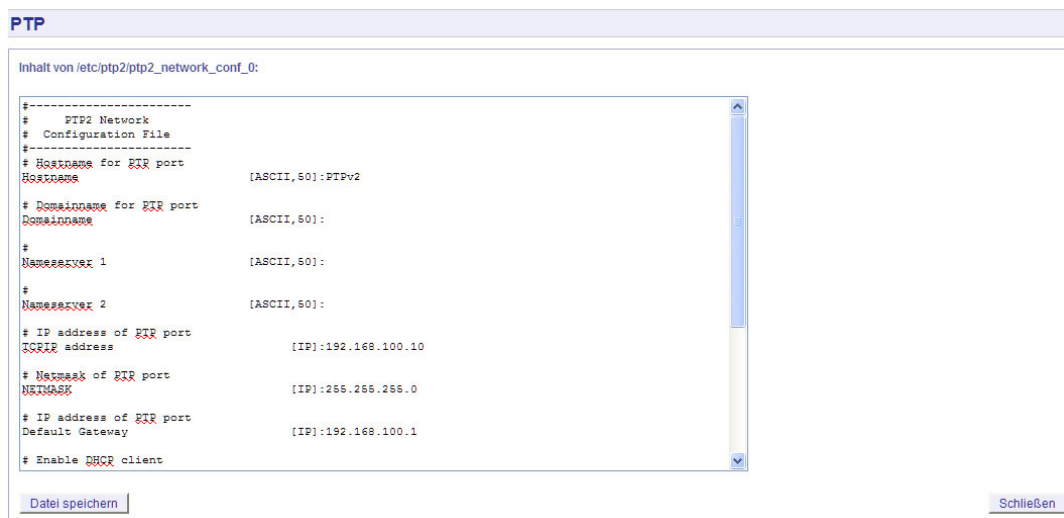 PTP
Inhalt von /etc/ptp2/ptp2_network_conf_0:
#-----------------------
# PTP2 Network
# Configuration File
#-----------------------
# Hostname for PTP port
Hostname [ASCII,50]:PTPv2
# Domainname for PTP port
Domainname [ASCII,50]:
#
Nameserver 1 [ASCII,50]:
#
Nameserver 2 [ASCII,50]:
# IP address of PTP port
TCPIP address [IP]:192.168.100.10
# Netmask of PTP port
NETMASK [IP]:255.255.255.0
# IP address of PTP port
Default Gateway [IP]:192.168.100.1
# Enable DHCP client
Datei speichern
Schließen